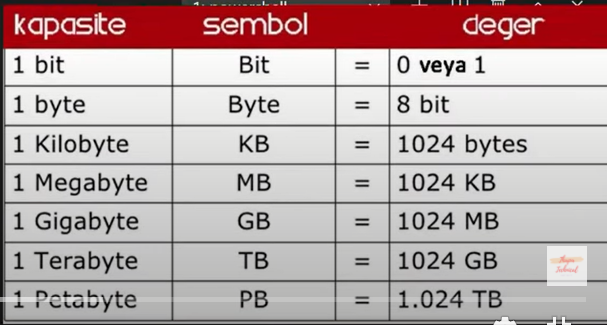 kapasite sembol deger
1 bit Bit = 0 veya 1
1 byte Byte = 8 bit
1 Kilobyte KB = 1024 bytes
1 Megabyte MB = 1024 KB
1 Gigabyte GB = 1024 MB
1 Terabyte TB = 1024 GB
1 Petabyte PB = 1.024 TB